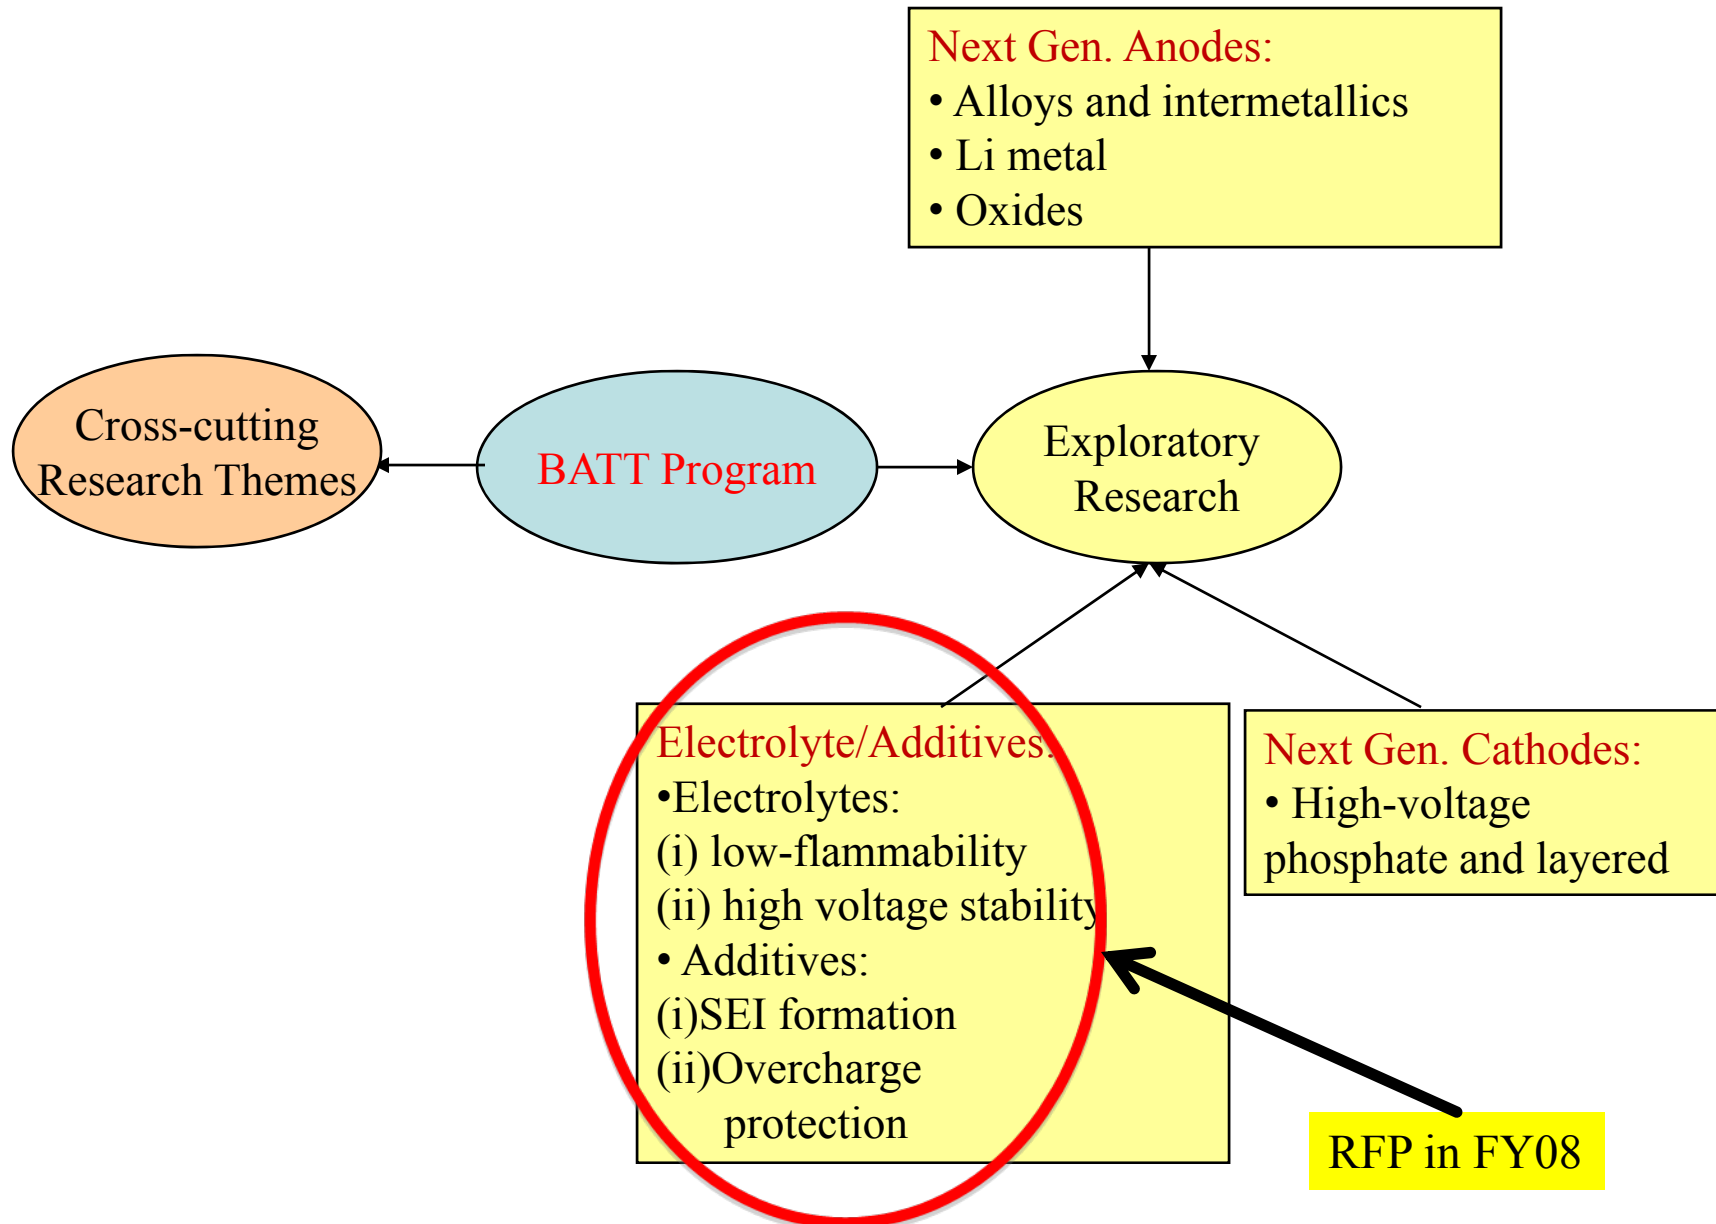 Next Gen. Anodes:
• Alloys and intermetallics
• Li metal
• Oxides
Cross-cutting
Research Themes
BATT Program
Exploratory
Research
Electrolyte/Additives:
•Electrolytes:
(i) low-flammability
(ii) high voltage stability
• Additives:
(i)SEI formation
(ii)Overcharge
protection
Next Gen. Cathodes:
• High-voltage
phosphate and layered
RFP in FY08